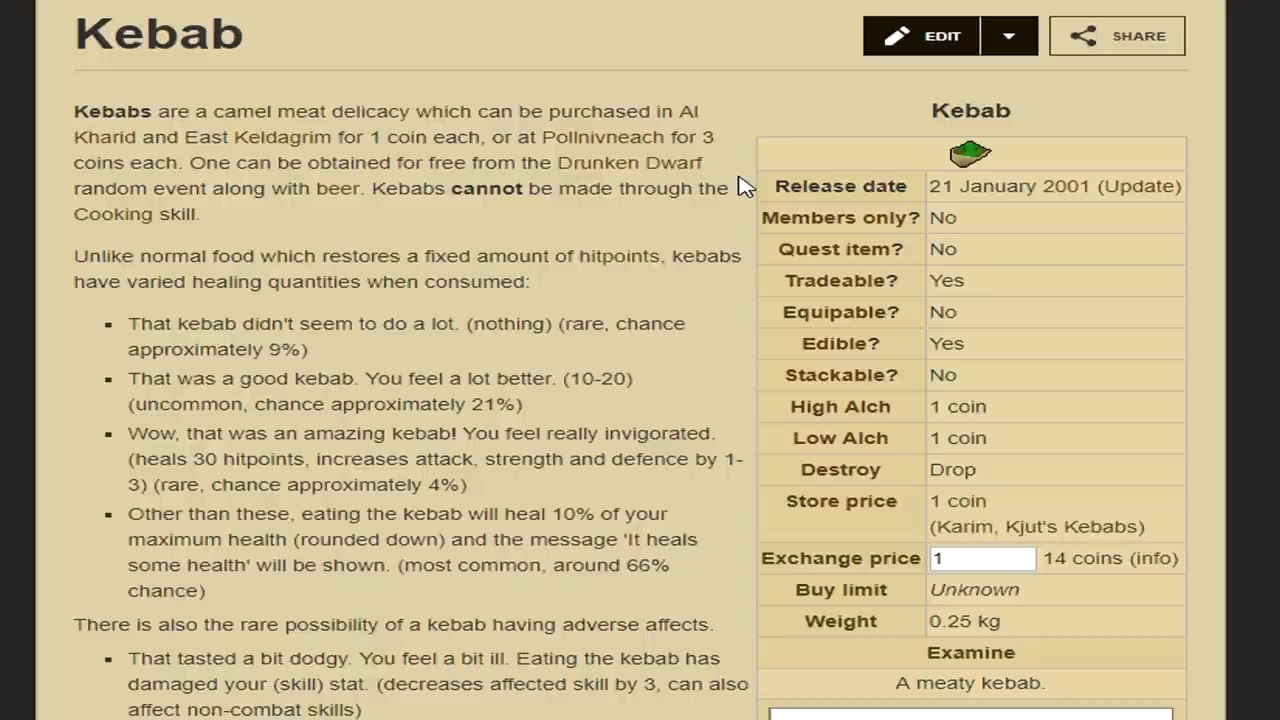 Kebab
EDIT
SHARE
Kebabs are a camel meat delicacy which can be purchased in Al
Kharid and East Keldagrim for 1 coin each, or at Pollnivneach for 3
coins each. One can be obtained for free from the Drunken Dwarf
random event along with beer. Kebabs cannot be made through the
Cooking skill.
Unlike normal food which restores a fixed amount of hitpoints, kebabs
have varied healing quantities when consumed:
▪ That kebab didn't seem to do a lot. (nothing) (rare, chance
approximately 9%)
▪ That was a good kebab. You feel a lot better. (10-20)
(uncommon, chance approximately 21%)
▪ Wow, that was an amazing kebab! You feel really invigorated.
(heals 30 hitpoints, increases attack, strength and defence by 1-
3) (rare, chance approximately 4%)
▪ Other than these, eating the kebab will heal 10% of your
maximum health (rounded down) and the message 'It heals
some health' will be shown. (most common, around 66%
chance)
There is also the rare possibility of a kebab having adverse affects.
▪ That tasted a bit dodgy. You feel a bit ill. Eating the kebab has
damaged your (skill) stat. (decreases affected skill by 3, can also
affect non-combat skills)
Kebab
Release date 21 January 2001 (Update)
Members only? No
Quest item? No
Tradeable? Yes
Equipable? No
Edible? Yes
Stackable? No
High Alch 1 coin
Low Alch 1 coin
Destroy Drop
Store price 1 coin
(Karim, Kjut's Kebabs)
Exchange price 1 14 coins (info)
Buy limit Unknown
Weight 0.25 kg
Examine
A meaty kebab.